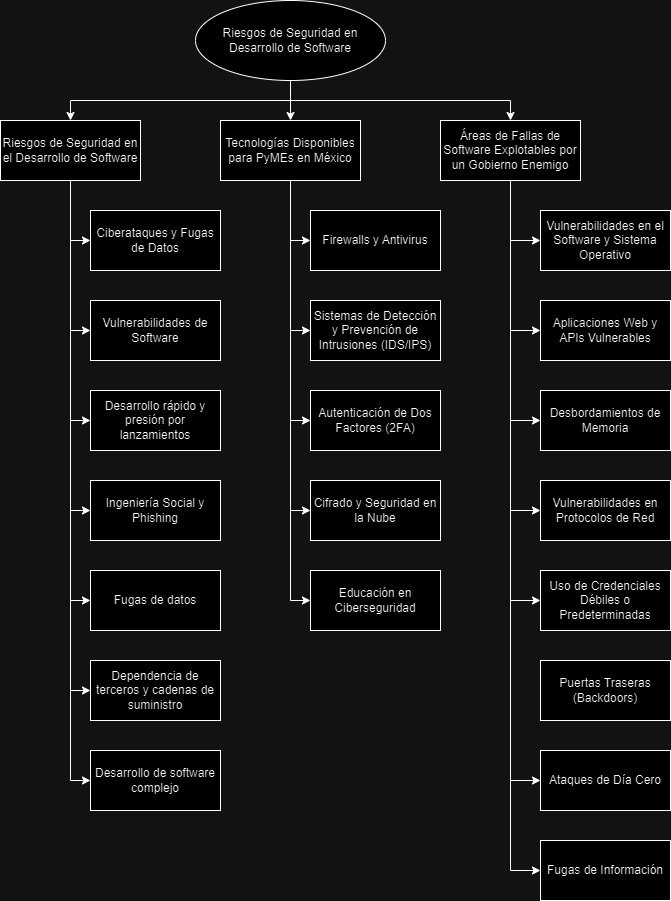 Riesgos de Seguridad en
Desarrollo de Software
Riesgos de Seguridad en
el Desarrollo de Software
Ciberataques y Fugas
de Datos
Vulnerabilidades de
Software
Desarrollo rápido y
presión por
lanzamientos
Ingeniería Social y
Phishing
Fugas de datos
Dependencia de
terceros y cadenas de
suministro
Desarrollo de software
complejo
Tecnologías Disponibles
para PyMEs en México
Firewalls y Antivirus
Sistemas de Detección
y Prevención de
Intrusiones (IDS/IPS)
Autenticación de Dos
Factores (2FA)
Cifrado y Seguridad en
la Nube
Educación en
Ciberseguridad
Áreas de Fallas de
Software Explotables por
un Gobierno Enemigo
Vulnerabilidades en el
Software y Sistema
Operativo
Aplicaciones Web y
APIs Vulnerables
Desbordamientos de
Memoria
Vulnerabilidades en
Protocolos de Red
Uso de Credenciales
Débiles o
Predeterminadas
Puertas Traseras
(Backdoors)
Ataques de Día Cero
Fugas de Información